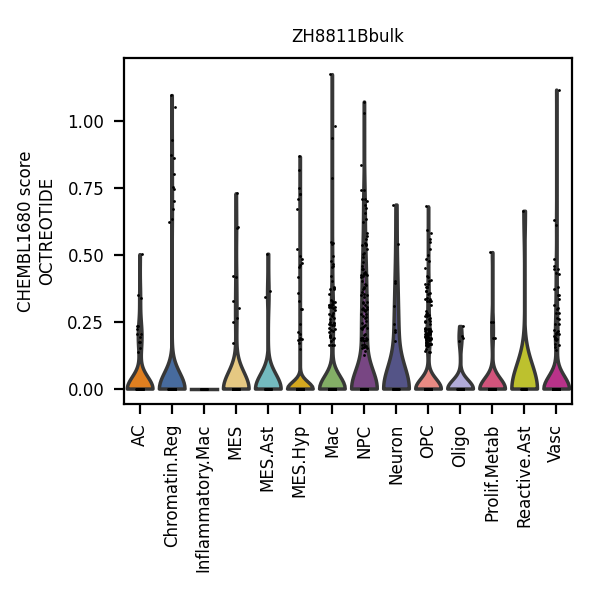 ZH8811Bbulk
CHEMBL1680 score
OCTREOTIDE
1.00
0.75
0.50
0.25
0.00
AC
Chromatin.Reg
Inflammatory.Mac
MES
MES.Ast
MES.Hyp
Mac
NPC
Neuron
OPC
Oligo
Prolif.Metab
Reactive.Ast
Vasc